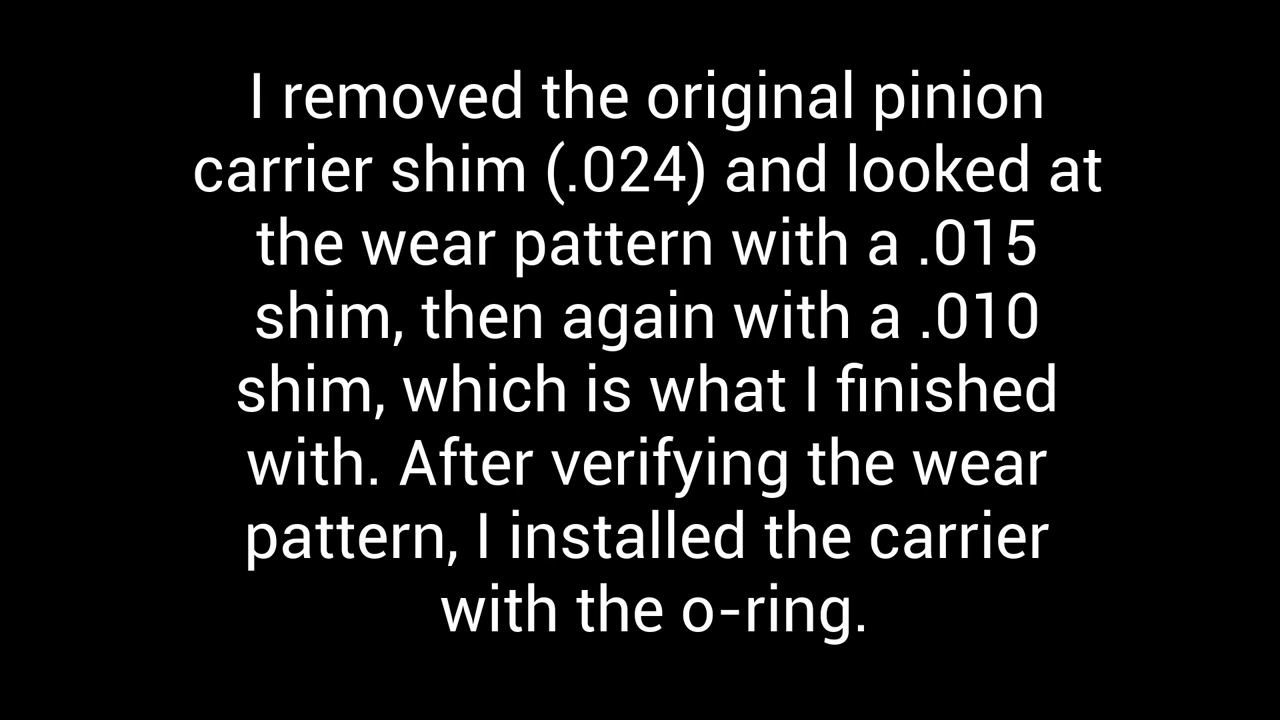 I removed the original pinion
carrier shim (.024) and looked at
the wear pattern with a .015
shim, then again with a .010
shim, which is what I finished
with. After verifying the wear
pattern, I installed the carrier
with the o-ring.